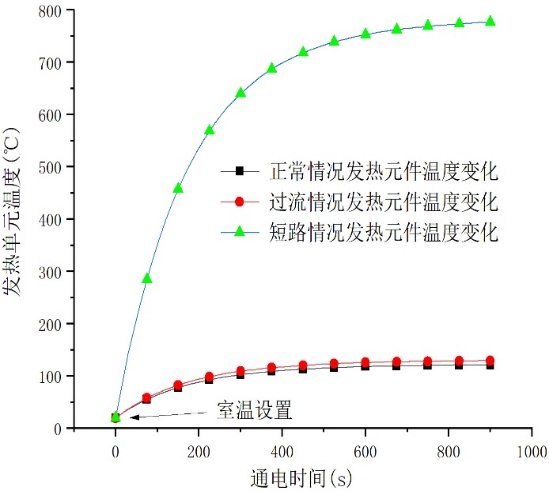 800
700
600
500
400
300
200
100
0
发热单元温度(℃)
正常情况发热元件温度变化
过流情况发热元件温度变化
短路情况发热元件温度变化
室温设置
0 200 400 600 800 1000
通电时间(s)